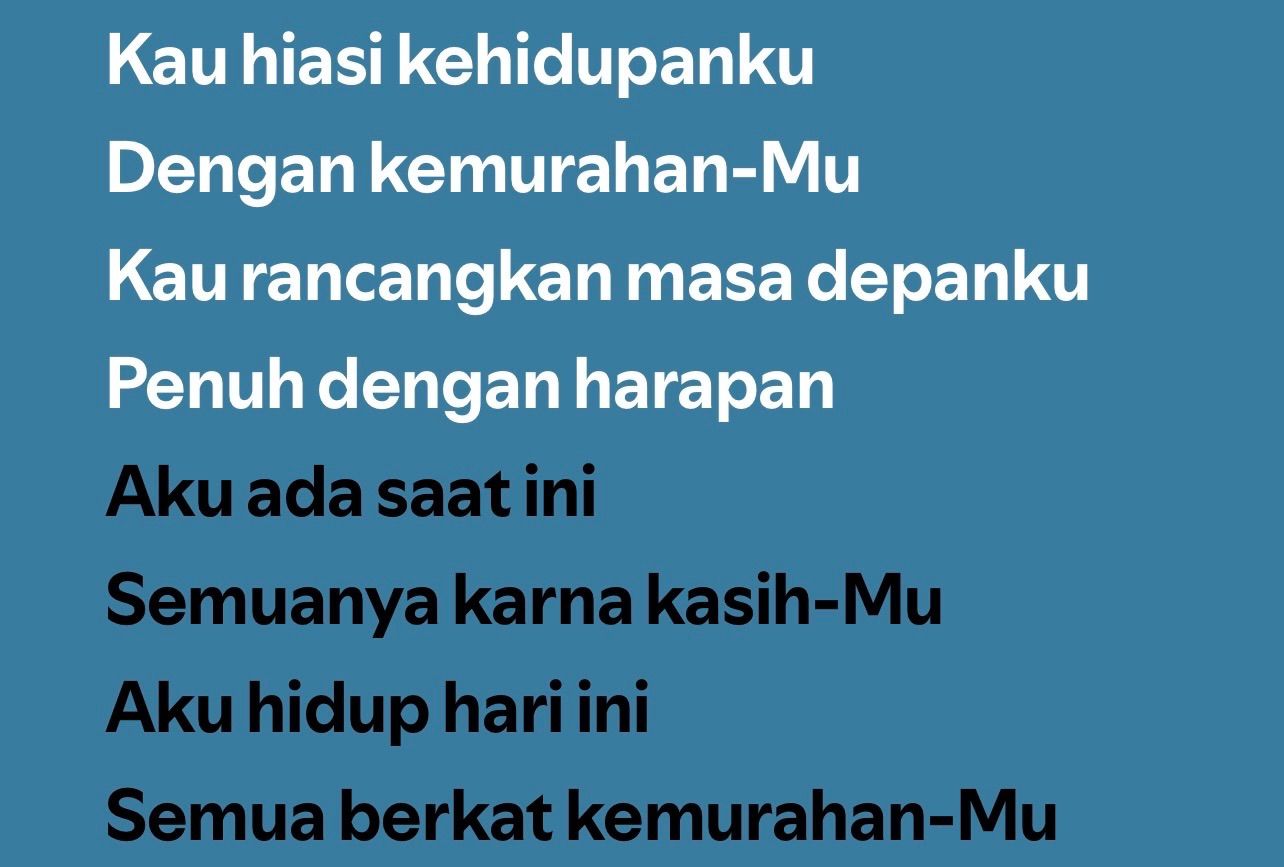 Kau hiasi kehidupanku
Dengan kemurahan-Mu
Kau rancangkan masa depanku
Penuh dengan harapan
Aku ada saat ini
Semuanya karna kasih-Mu
Aku hidup hari ini
Semua berkat kemurahan-Mu